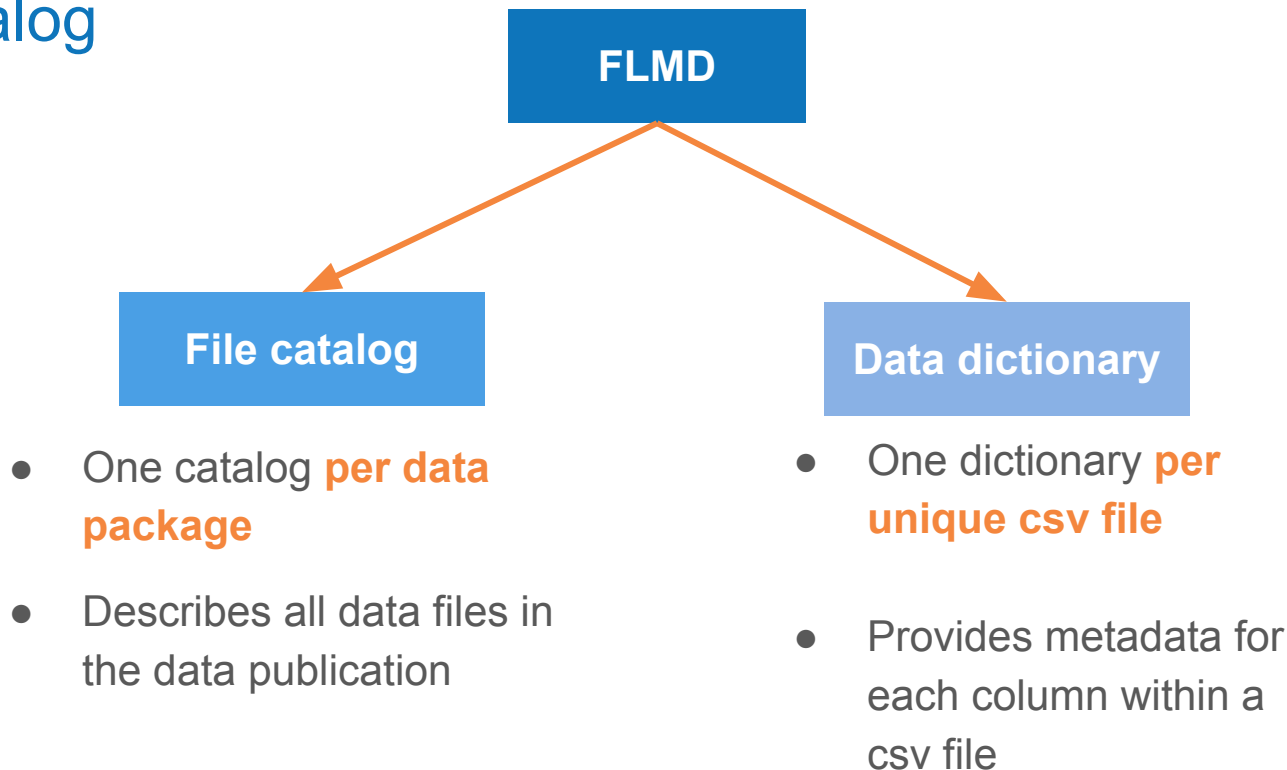 FLMD
File catalog
● One catalog per data
package
● Describes all data files in
the data publication
Data dictionary
● One dictionary per
unique csv file
● Provides metadata for
each column within a
csv file